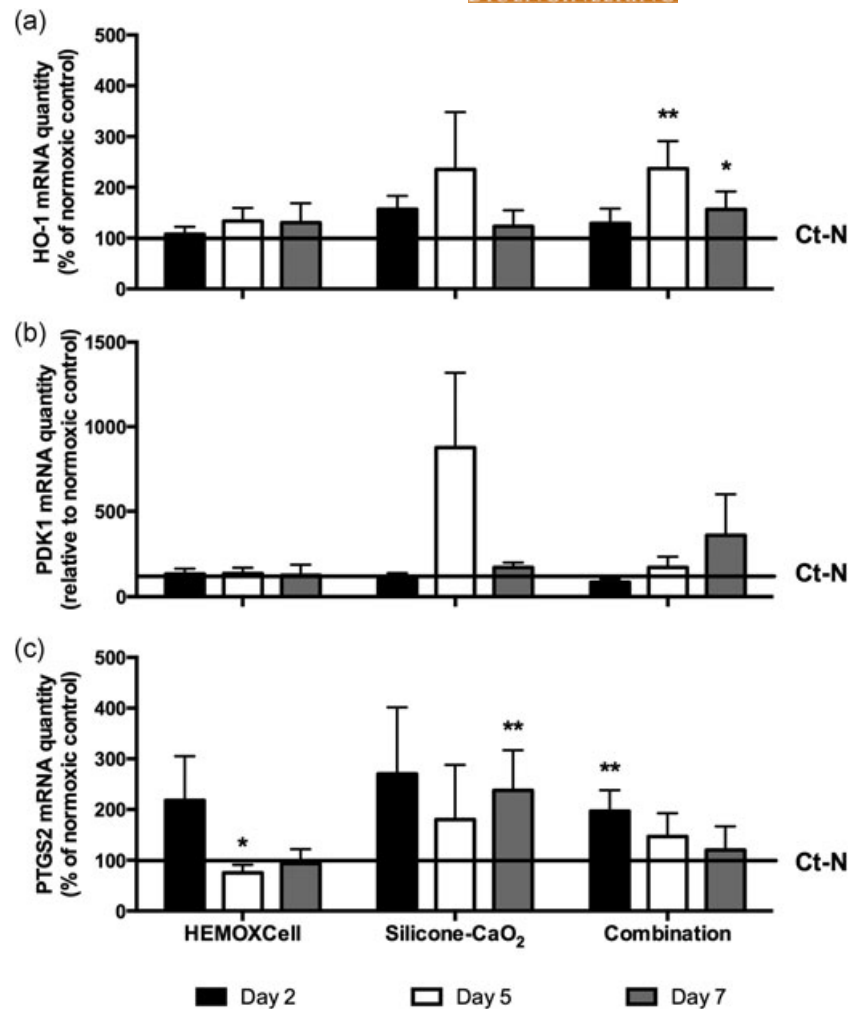 (a)
HO-1 mRNA quantity
(% of normoxic control)
500
400
300
200
100
0
**
*
Ct-N
(b)
PDK1 mRNA quantity
(relative to normoxic control)
1500
1000
500
0
Ct-N
(c)
PTGS2 mRNA quantity
(% of normoxic control)
500
400
300
200
100
0
*
**
**
Ct-N
HEMOXCell Silicone-CaO₂ Combination
Day 2 Day 5 Day 7